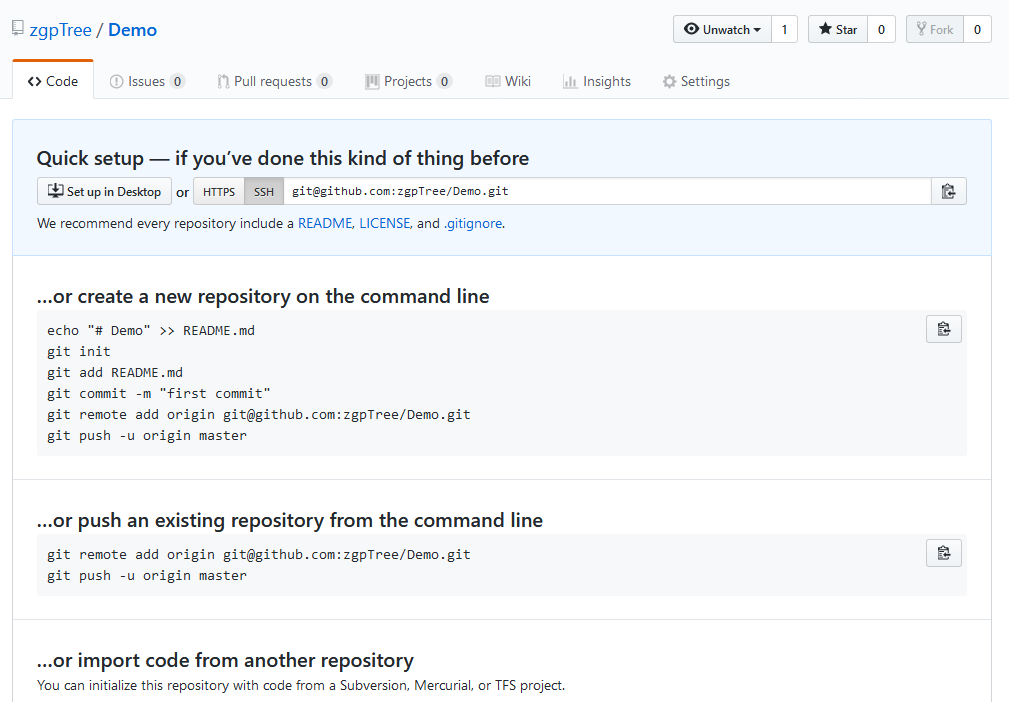 zgpTree / Demo
Unwatch 1 Star 0 Fork 0
Code Issues 0 Pull requests 0 Projects 0 Wiki Insights Settings
Quick setup — if you’ve done this kind of thing before
Set up in Desktop or HTTPS SSH git@github.com:zgpTree/Demo.git
We recommend every repository include a README, LICENSE, and .gitignore.
…or create a new repository on the command line
echo "# Demo" >> README.md
git init
git add README.md
git commit -m "first commit"
git remote add origin git@github.com:zgpTree/Demo.git
git push -u origin master
…or push an existing repository from the command line
git remote add origin git@github.com:zgpTree/Demo.git
git push -u origin master
…or import code from another repository
You can initialize this repository with code from a Subversion, Mercurial, or TFS project.